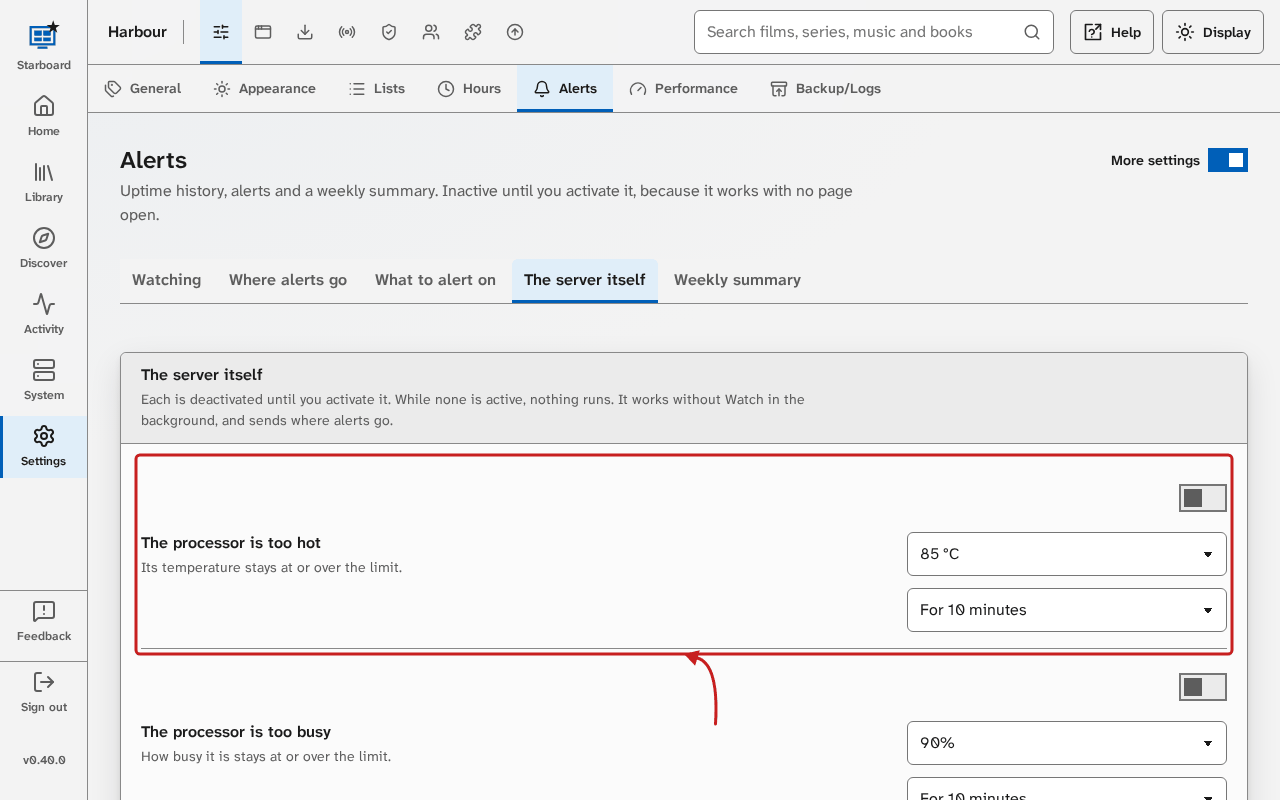 Starboard
Home
Library
Discover
Activity
System
Settings
Feedback
Sign out
v0.40.0
Harbour
Search films, series, music and books
Help
Display
General
Appearance
Lists
Hours
Alerts
Performance
Backup/Logs
Alerts
Uptime history, alerts and a weekly summary. Inactive until you activate it, because it works with no page
open.
More settings
Watching
Where alerts go
What to alert on
The server itself
Weekly summary
The server itself
Each is deactivated until you activate it. While none is active, nothing runs. It works without Watch in the
background, and sends where alerts go.
The processor is too hot
Its temperature stays at or over the limit.
85 °C
For 10 minutes
The processor is too busy
How busy it is stays at or over the limit.
90%
For 10 minutes